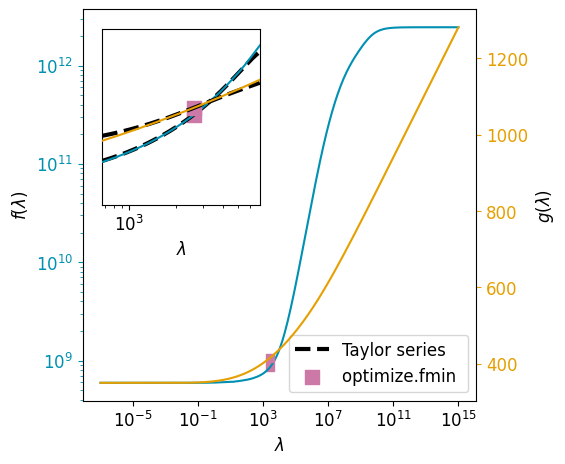 10^12
10^11
10^10
10^9
f(λ)
10^3
λ
1200
1000
800
600
400
g(λ)
Taylor series
optimize.fmin
10^-5
10^-1
10^3
10^7
10^11
10^15
λ